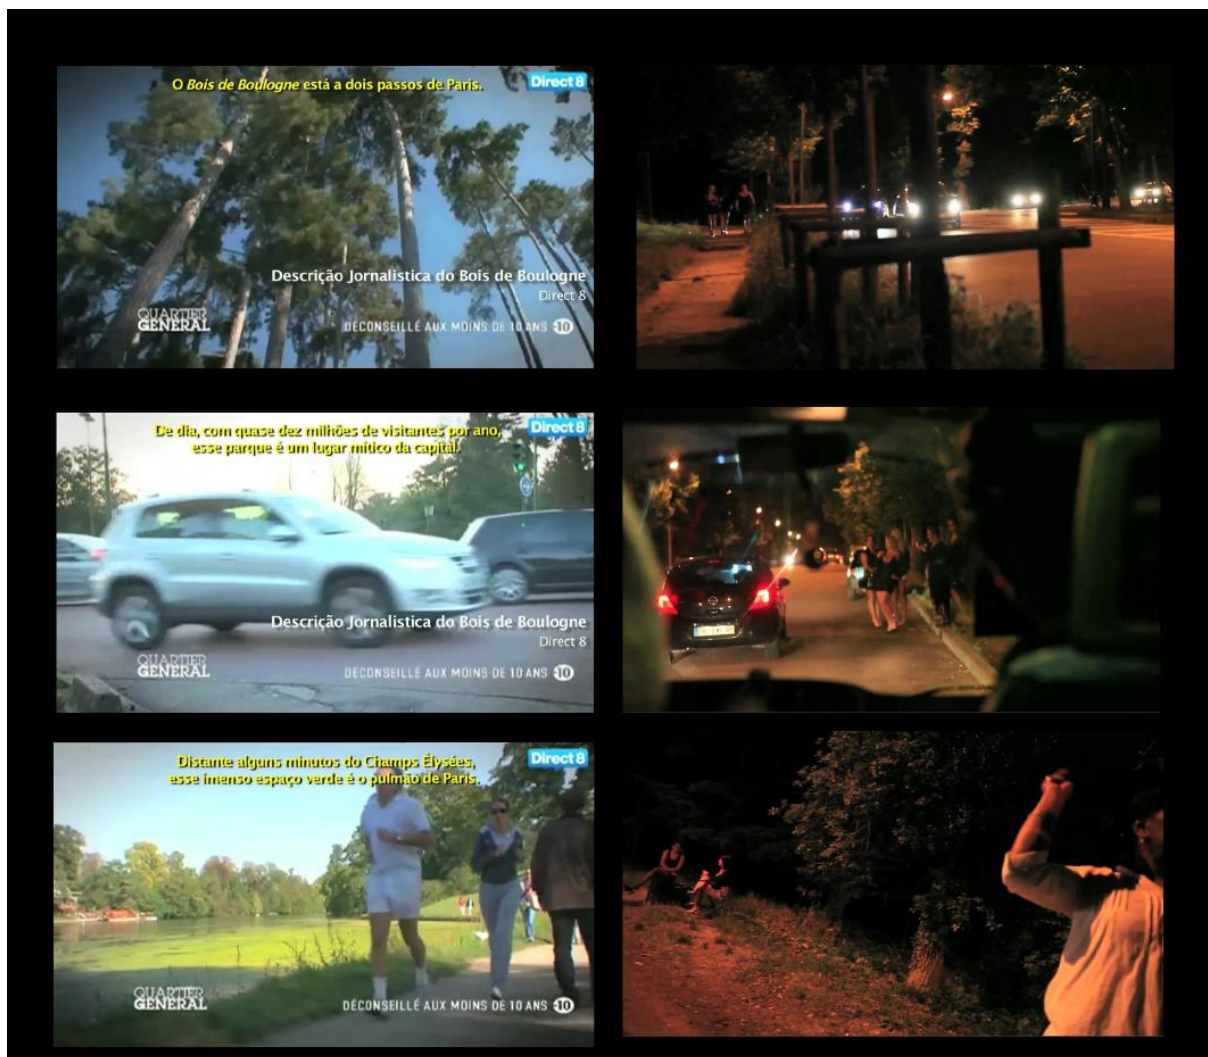 O Bois de Boulogne está a dois passos de Paris.
Direct 8
Descrição Jornalistica do Bois de Boulogne
Direct 8
QUARTIER
GENERAL
DÉCONSEILLÉ AUX MOINS DE 10 ANS -10
De dia, com quase dez milhões de visitantes por ano,
esse parque é um lugar mítico da capital.
Direct 8
Descrição Jornalistica do Bois de Boulogne
Direct 8
QUARTIER
GENERAL
DÉCONSEILLÉ AUX MOINS DE 10 ANS -10
Distante alguns minutos do Champs Élysées,
esse imenso espaço verde é o pulmão de Paris.
Direct 8
QUARTIER
GENERAL
DÉCONSEILLÉ AUX MOINS DE 10 ANS -10